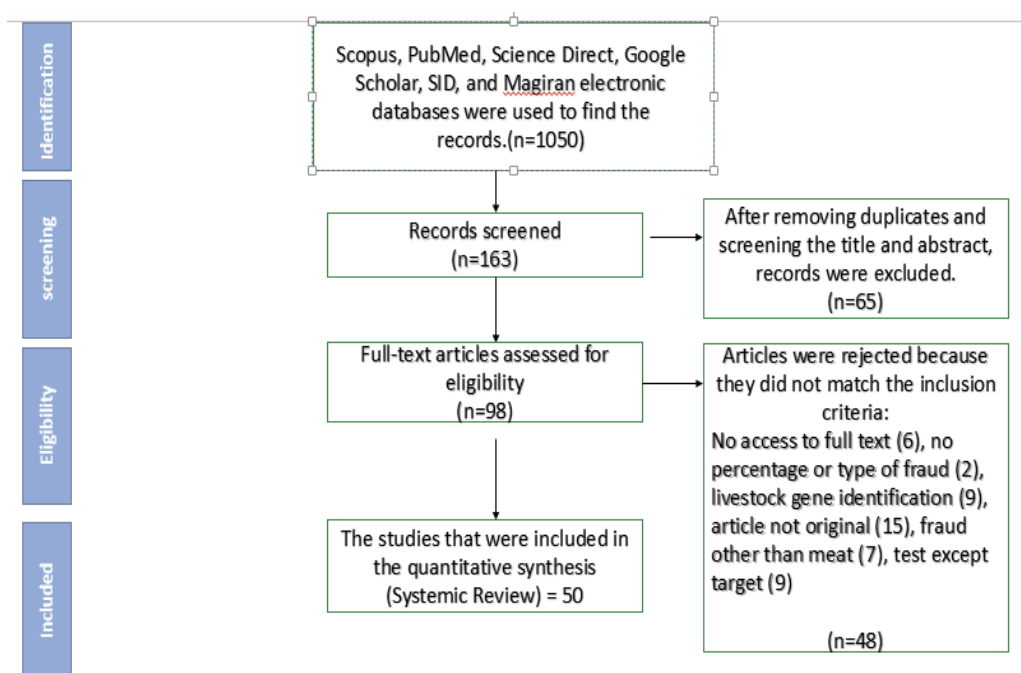 Identification
Scopus, PubMed, Science Direct, Google
Scholar, SID, and Magiran electronic
databases were used to find the
records.(n=1050)
screening
Records screened
(n=163)
After removing duplicates and
screening the title and abstract,
records were excluded.
(n=65)
Eligibility
Full-text articles assessed for
eligibility
(n=98)
Articles were rejected because
they did not match the inclusion
criteria:
No access to full text (6), no
percentage or type of fraud (2),
livestock gene identification (9),
article not original (15), fraud
other than meat (7), test except
target (9)
(n=48)
Included
The studies that were included in
the quantitative synthesis
(Systemic Review) = 50